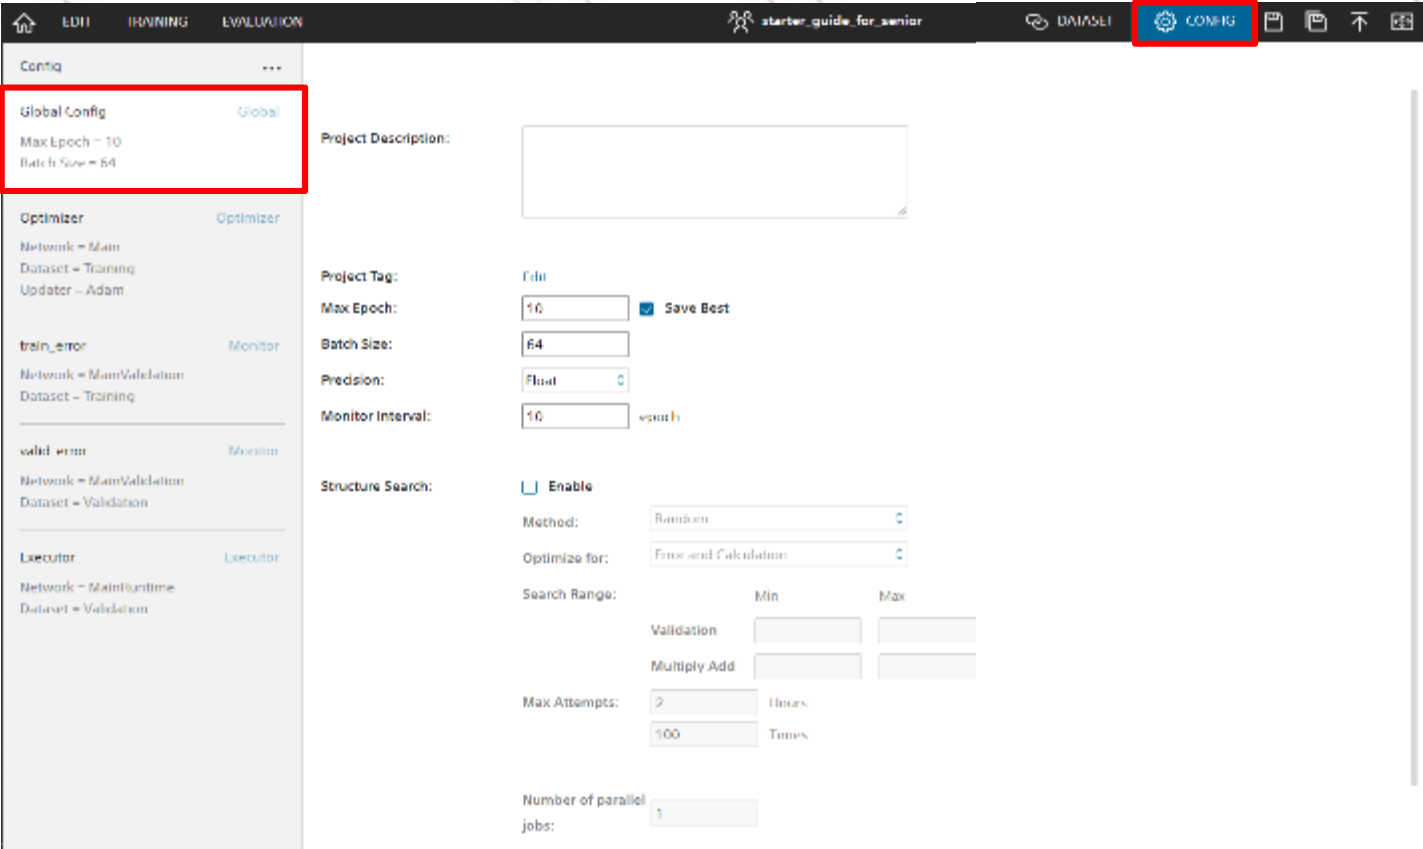 EDIT TRAINING EVALUATION starter_guide_for_senior DATASET CONFIG
Config ...
Global Config Global
Max Epoch = 10
Batch Size = 64
Optimizer Optimizer
Network = Main
Dataset = Training
Updater = Adam
train_error Monitor
Network = MainValidation
Dataset = Training
valid_error Monitor
Network = MainValidation
Dataset = Validation
Executor Executor
Network = MainRuntime
Dataset = Validation
Project Description:
Project Tag: Edit
Max Epoch: 10 Save Best
Batch Size: 64
Precision: Float
Monitor Interval: 10 epoch
Structure Search: Enable
Method: Random
Optimize for: Error and Calculation
Search Range: Min Max
Validation
Multiply Add
Max Attempts: 2 Hours
100 Times
Number of parallel
jobs: 1